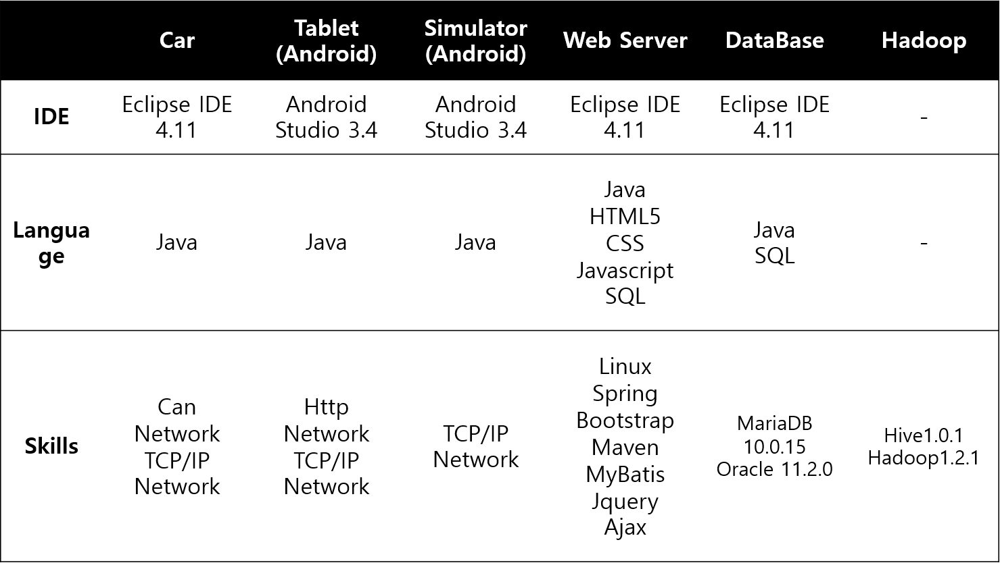 Car
Tablet
(Android)
Simulator
(Android)
Web Server
DataBase
Hadoop
IDE
Eclipse IDE
4.11
Android
Studio 3.4
Android
Studio 3.4
Eclipse IDE
4.11
Eclipse IDE
4.11
-
Langua
ge
Java
Java
Java
Java
HTML5
CSS
Javascript
SQL
Java
SQL
-
Skills
Can
Network
TCP/IP
Network
Http
Network
TCP/IP
Network
TCP/IP
Network
Linux
Spring
Bootstrap
Maven
MyBatis
Jquery
Ajax
MariaDB
10.0.15
Oracle 11.2.0
Hive1.0.1
Hadoop1.2.1